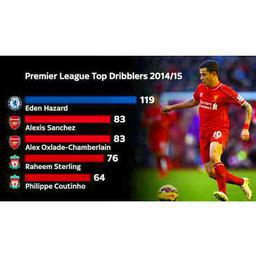 Premier League Top Dribblers 2014/15
119
Eden Hazard
83
Alexis Sanchez
83
Alex Oxlade-Chamberlain
76
Raheem Sterling
64
Philippe Coutinho
10